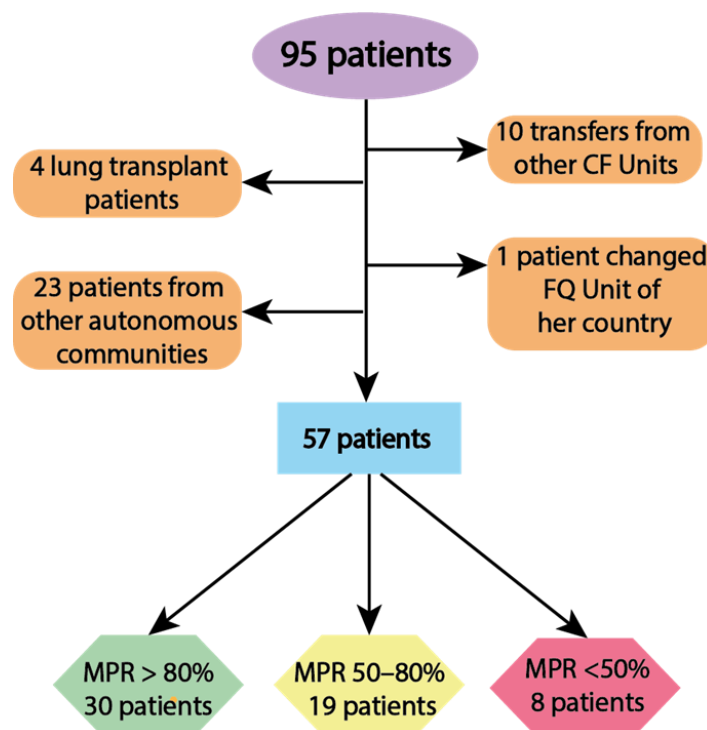 95 patients
10 transfers from
other CF Units
4 lung transplant
patients
1 patient changed
FQ Unit of
her country
23 patients from
other autonomous
communities
57 patients
MPR > 80%
30 patients
MPR 50–80%
19 patients
MPR <50%
8 patients